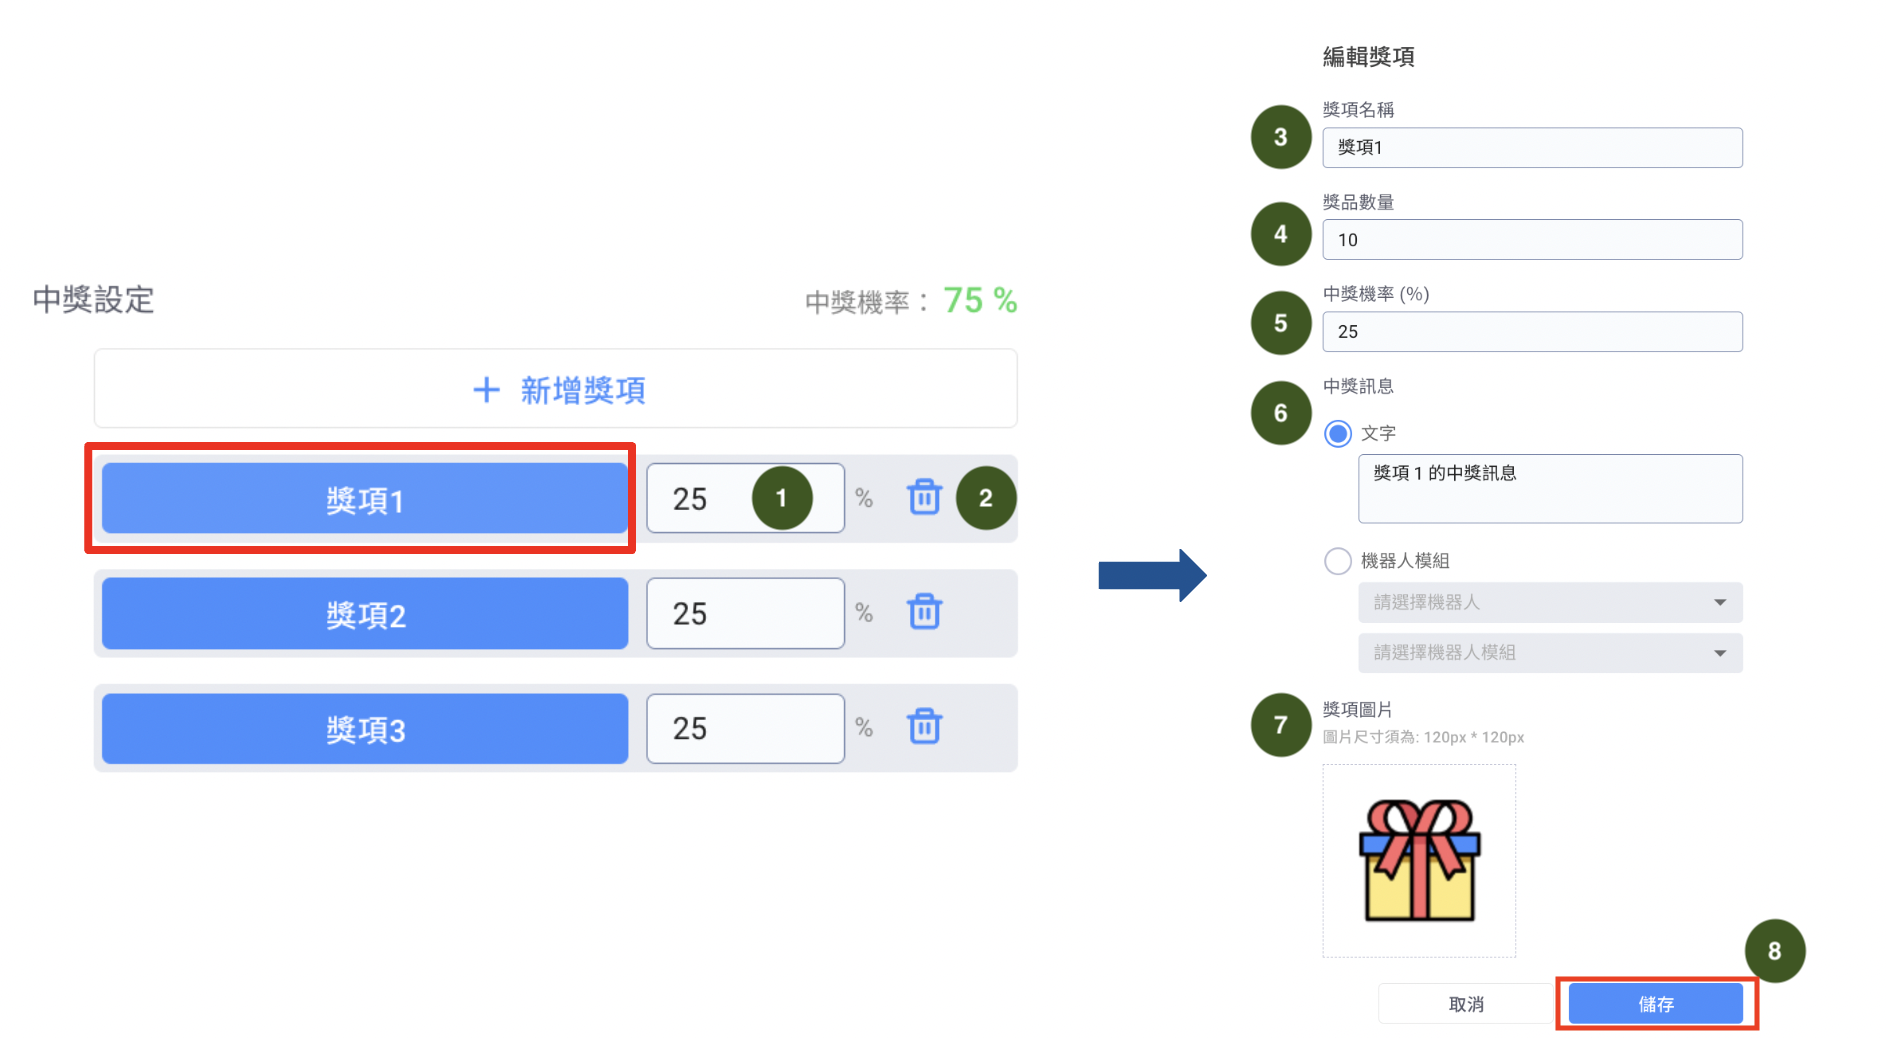 中獎設定
中獎機率： 75 %
+ 新增獎項
獎項1
25 1 % 2
獎項2
25 %
獎項3
25 %
編輯獎項
獎項名稱
3 獎項1
獎品數量
4 10
中獎機率 (%)
5 25
中獎訊息
6
文字
獎項 1 的中獎訊息
機器人模組
請選擇機器人
請選擇機器人模組
7 獎項圖片
圖片尺寸須為: 120px * 120px
8
取消 儲存